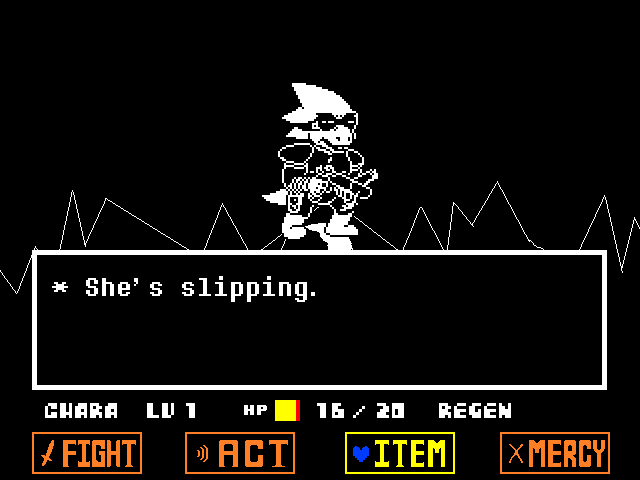 * She's slipping.
CHARA LV 1 HP 16 / 20 REGEN
FIGHT ACT ITEM MERCY